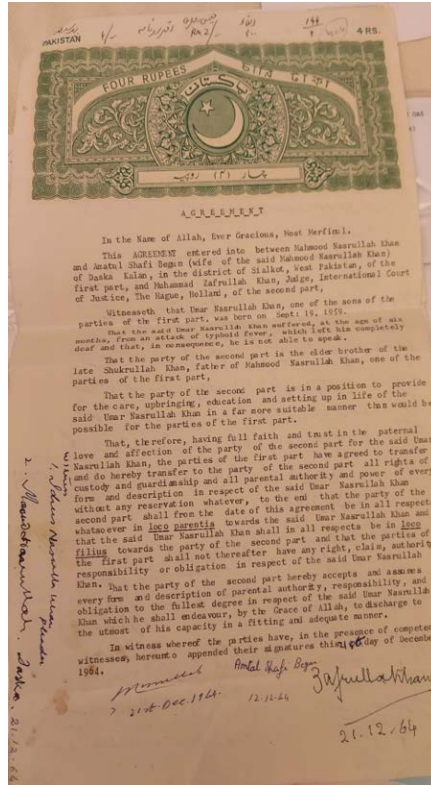 PAKISTAN
4 RS.
FOUR RUPEES
پاکستان
AGREEMENT
In the Name of Allah, Ever Gracious, Most Merciful.
This AGREEMENT entered into between Mahmood Nasrullah Khan
and Amatul Shafi Begum (wife of the said Mahmood Nasrullah Khan)
of Daska Kalan, in the district of Sialkot, West Pakistan, of the
first part, and Muhammad Zafrullah Khan, Judge, International Court
of Justice, The Hague, Holland, of the second part,
Witnesseth that Umar Nasrullah Khan, one of the sons of the
parties of the first part, was born on Sept: 19, 1959.
That the said Umar Nasrullah Khan suffered, at the age of six
months, from an attack of typhoid fever, which left him completely
deaf and that, in consequence, he is not able to speak.
That the party of the second part is the elder brother of the
late Shukrullah Khan, father of Mahmood Nasrullah Khan, one of the
parties of the first part,
That the party of the second part is in a position to provide
for the care, upbringing, education and setting up in life of the
said Umar Nasrullah Khan in a far more suitable manner than would be
possible for the parties of the first part.
That, therefore, having full faith and trust in the paternal
love and affection of the party of the second part for the said Umar
Nasrullah Khan, the parties of the first part have agreed to transfer
and do hereby transfer to the party of the second part all rights of
custody and guardianship and all parental authority and power of every
form and description in respect of the said Umar Nasrullah Khan
without any reservation whatever, to the end that the party of the
second part shall from the date of this agreement be in all respects
whatsoever in loco parentis towards the said Umar Nasrullah Khan and
that the said Umar Nasrullah Khan shall in all respects be in loco
filius towards the party of the second part and that the parties of
the first part shall not thereafter have any right, claim, authority
responsibility or obligation in respect of the said Umar Nasrullah
Khan. That the party of the second part hereby accepts and assumes
every form and description of parental authority, responsibility, and
obligation to the fullest degree in respect of the said Umar Nasrullah
Khan which he shall endeavour, by the Grace of Allah, to discharge to
the utmost of his capacity in a fitting and adequate manner.
In witness whereof the parties have, in the presence of competent
witnesses, hereunto appended their signatures this day of December
1964.
21st Dec. 1964.
Amtul Shafi Begum
12-12-64
Zafrulla Khan
21.12.64
Witness
1. Idris Nasrulla Khan
Pleader
2. Daska. 21-12-64